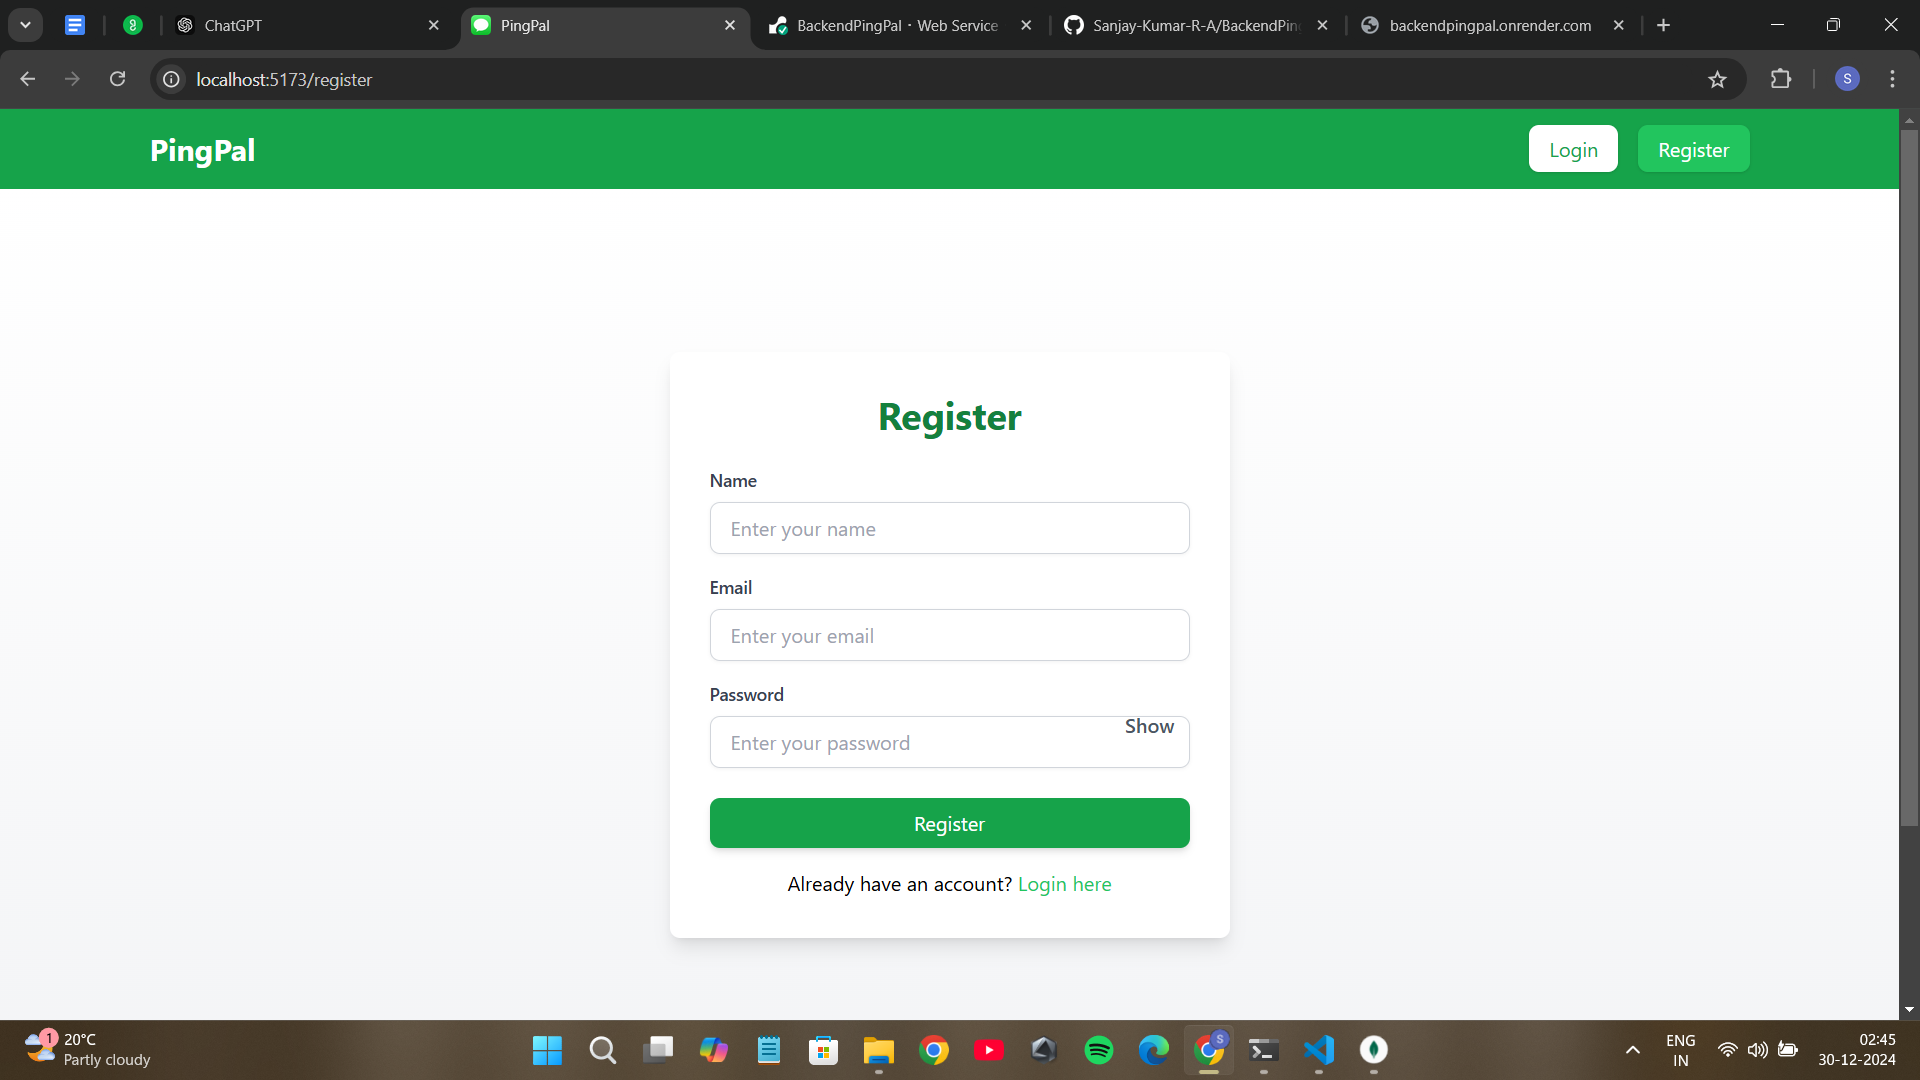 ChatGPT
PingPal
BackendPingPal · Web Service
Sanjay-Kumar-R-A/BackendPin
backendpingpal.onrender.com
localhost:5173/register
S
PingPal
Login
Register
Register
Name
Enter your name
Email
Enter your email
Password
Enter your password
Show
Register
Already have an account? Login here
1
20°C
Partly cloudy
S
ENG
IN
02:45
30-12-2024